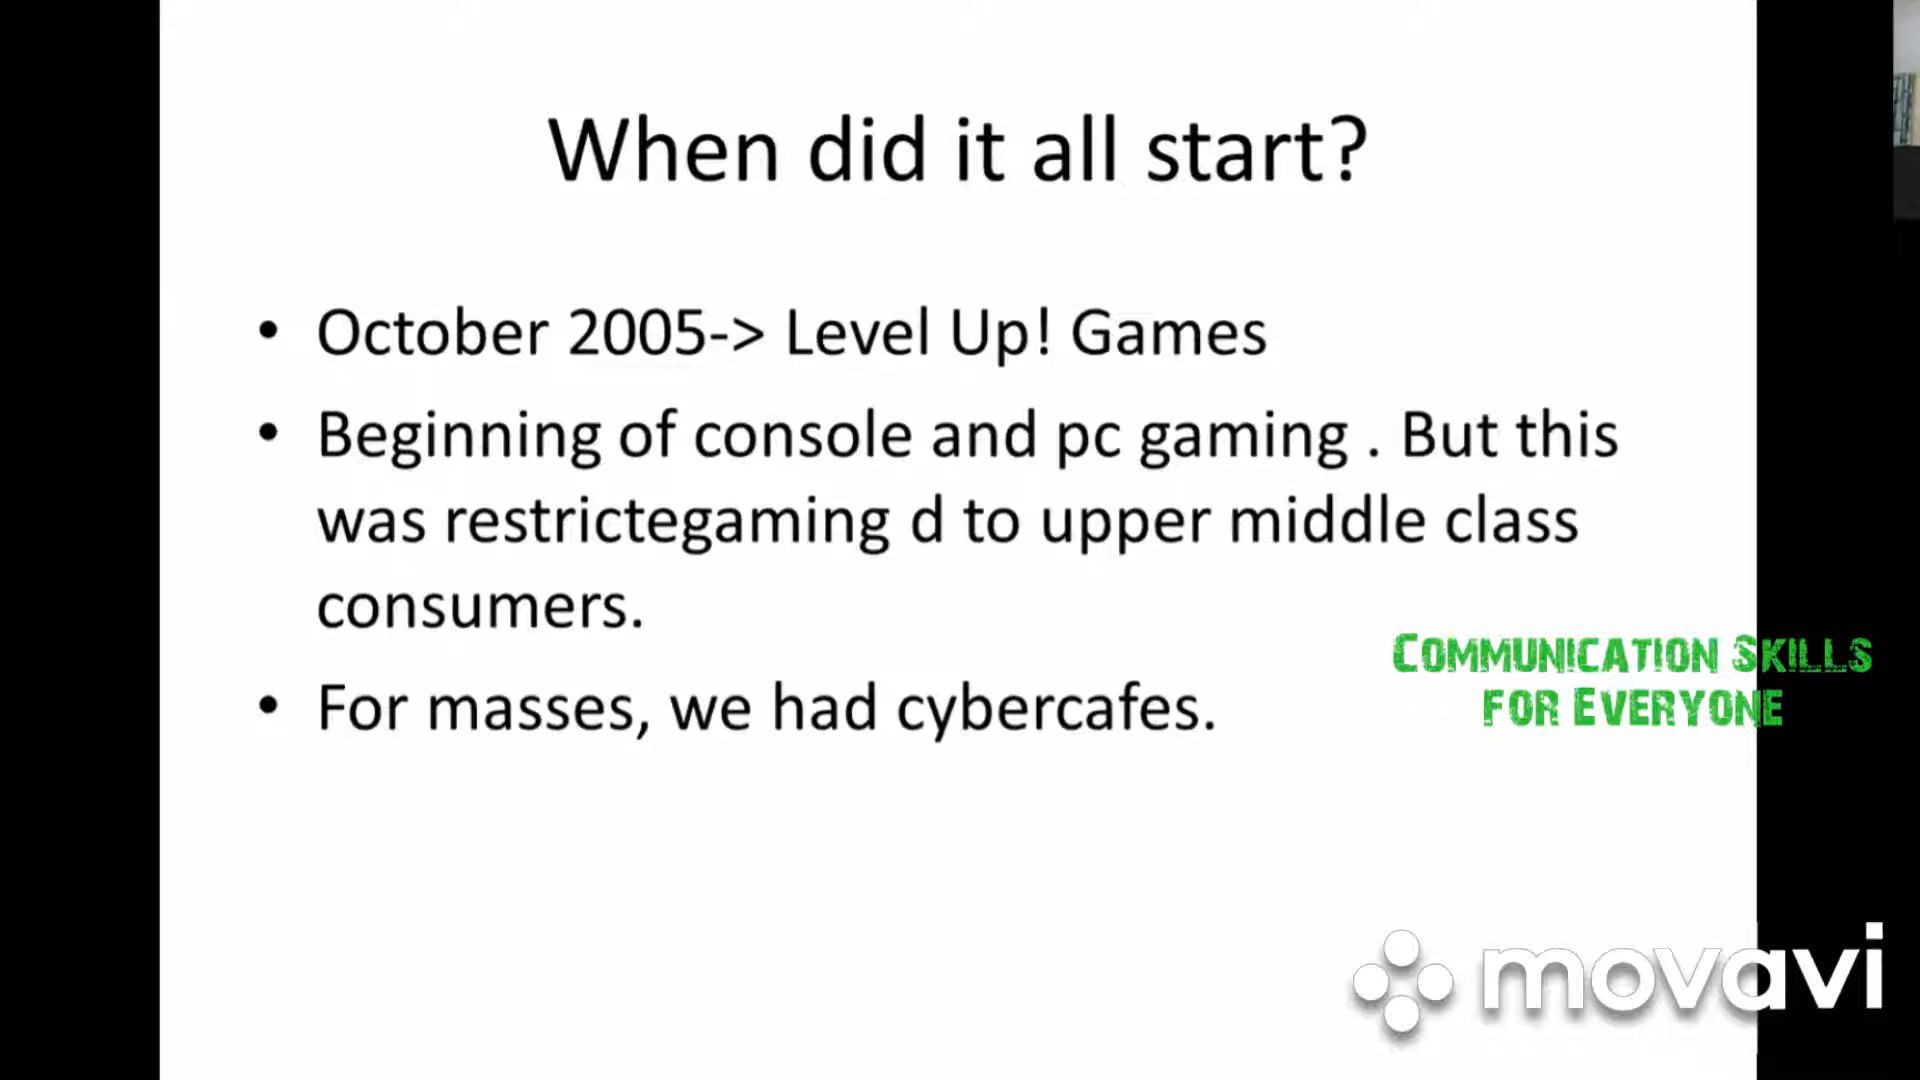 When did it all start?
• October 2005-> Level Up! Games
• Beginning of console and pc gaming . But this
was restrictegaming d to upper middle class
consumers.
• For masses, we had cybercafes.
Communication Skills
for Everyone
movavi